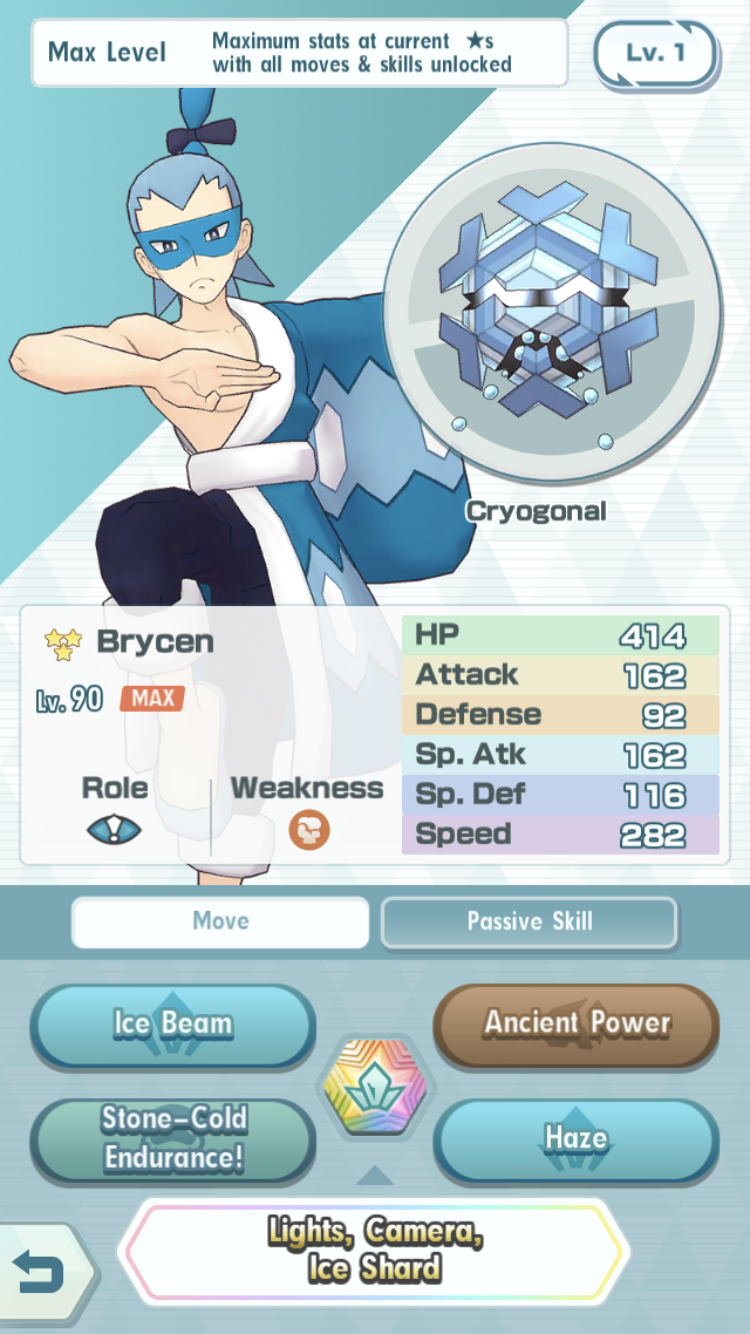 Max Level
Maximum stats at current ★s
with all moves & skills unlocked
Lv. 1
Cryogonal
Brycen
Lv. 90 MAX
Role
Weakness
HP 414
Attack 162
Defense 92
Sp. Atk 162
Sp. Def 116
Speed 282
Move
Passive Skill
Ice Beam
Ancient Power
Stone-Cold
Endurance!
Haze
Lights, Camera,
Ice Shard